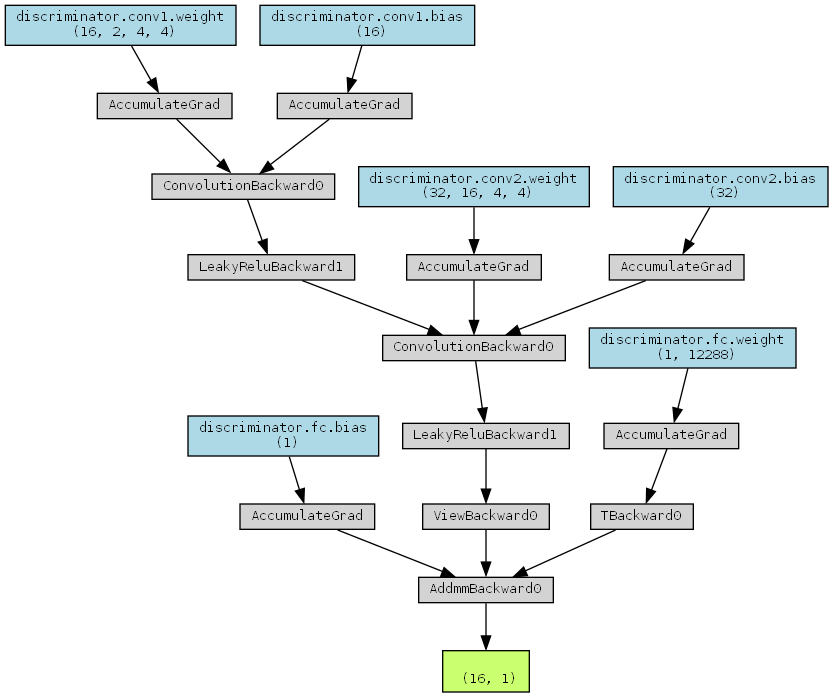 discriminator.conv1.weight
(16, 2, 4, 4)
discriminator.conv1.bias
(16)
AccumulateGrad
AccumulateGrad
ConvolutionBackward0
discriminator.conv2.weight
(32, 16, 4, 4)
discriminator.conv2.bias
(32)
LeakyReluBackward1
AccumulateGrad
AccumulateGrad
ConvolutionBackward0
discriminator.fc.weight
(1, 12288)
discriminator.fc.bias
(1)
LeakyReluBackward1
AccumulateGrad
AccumulateGrad
ViewBackward0
TBackward0
AddmmBackward0
(16, 1)